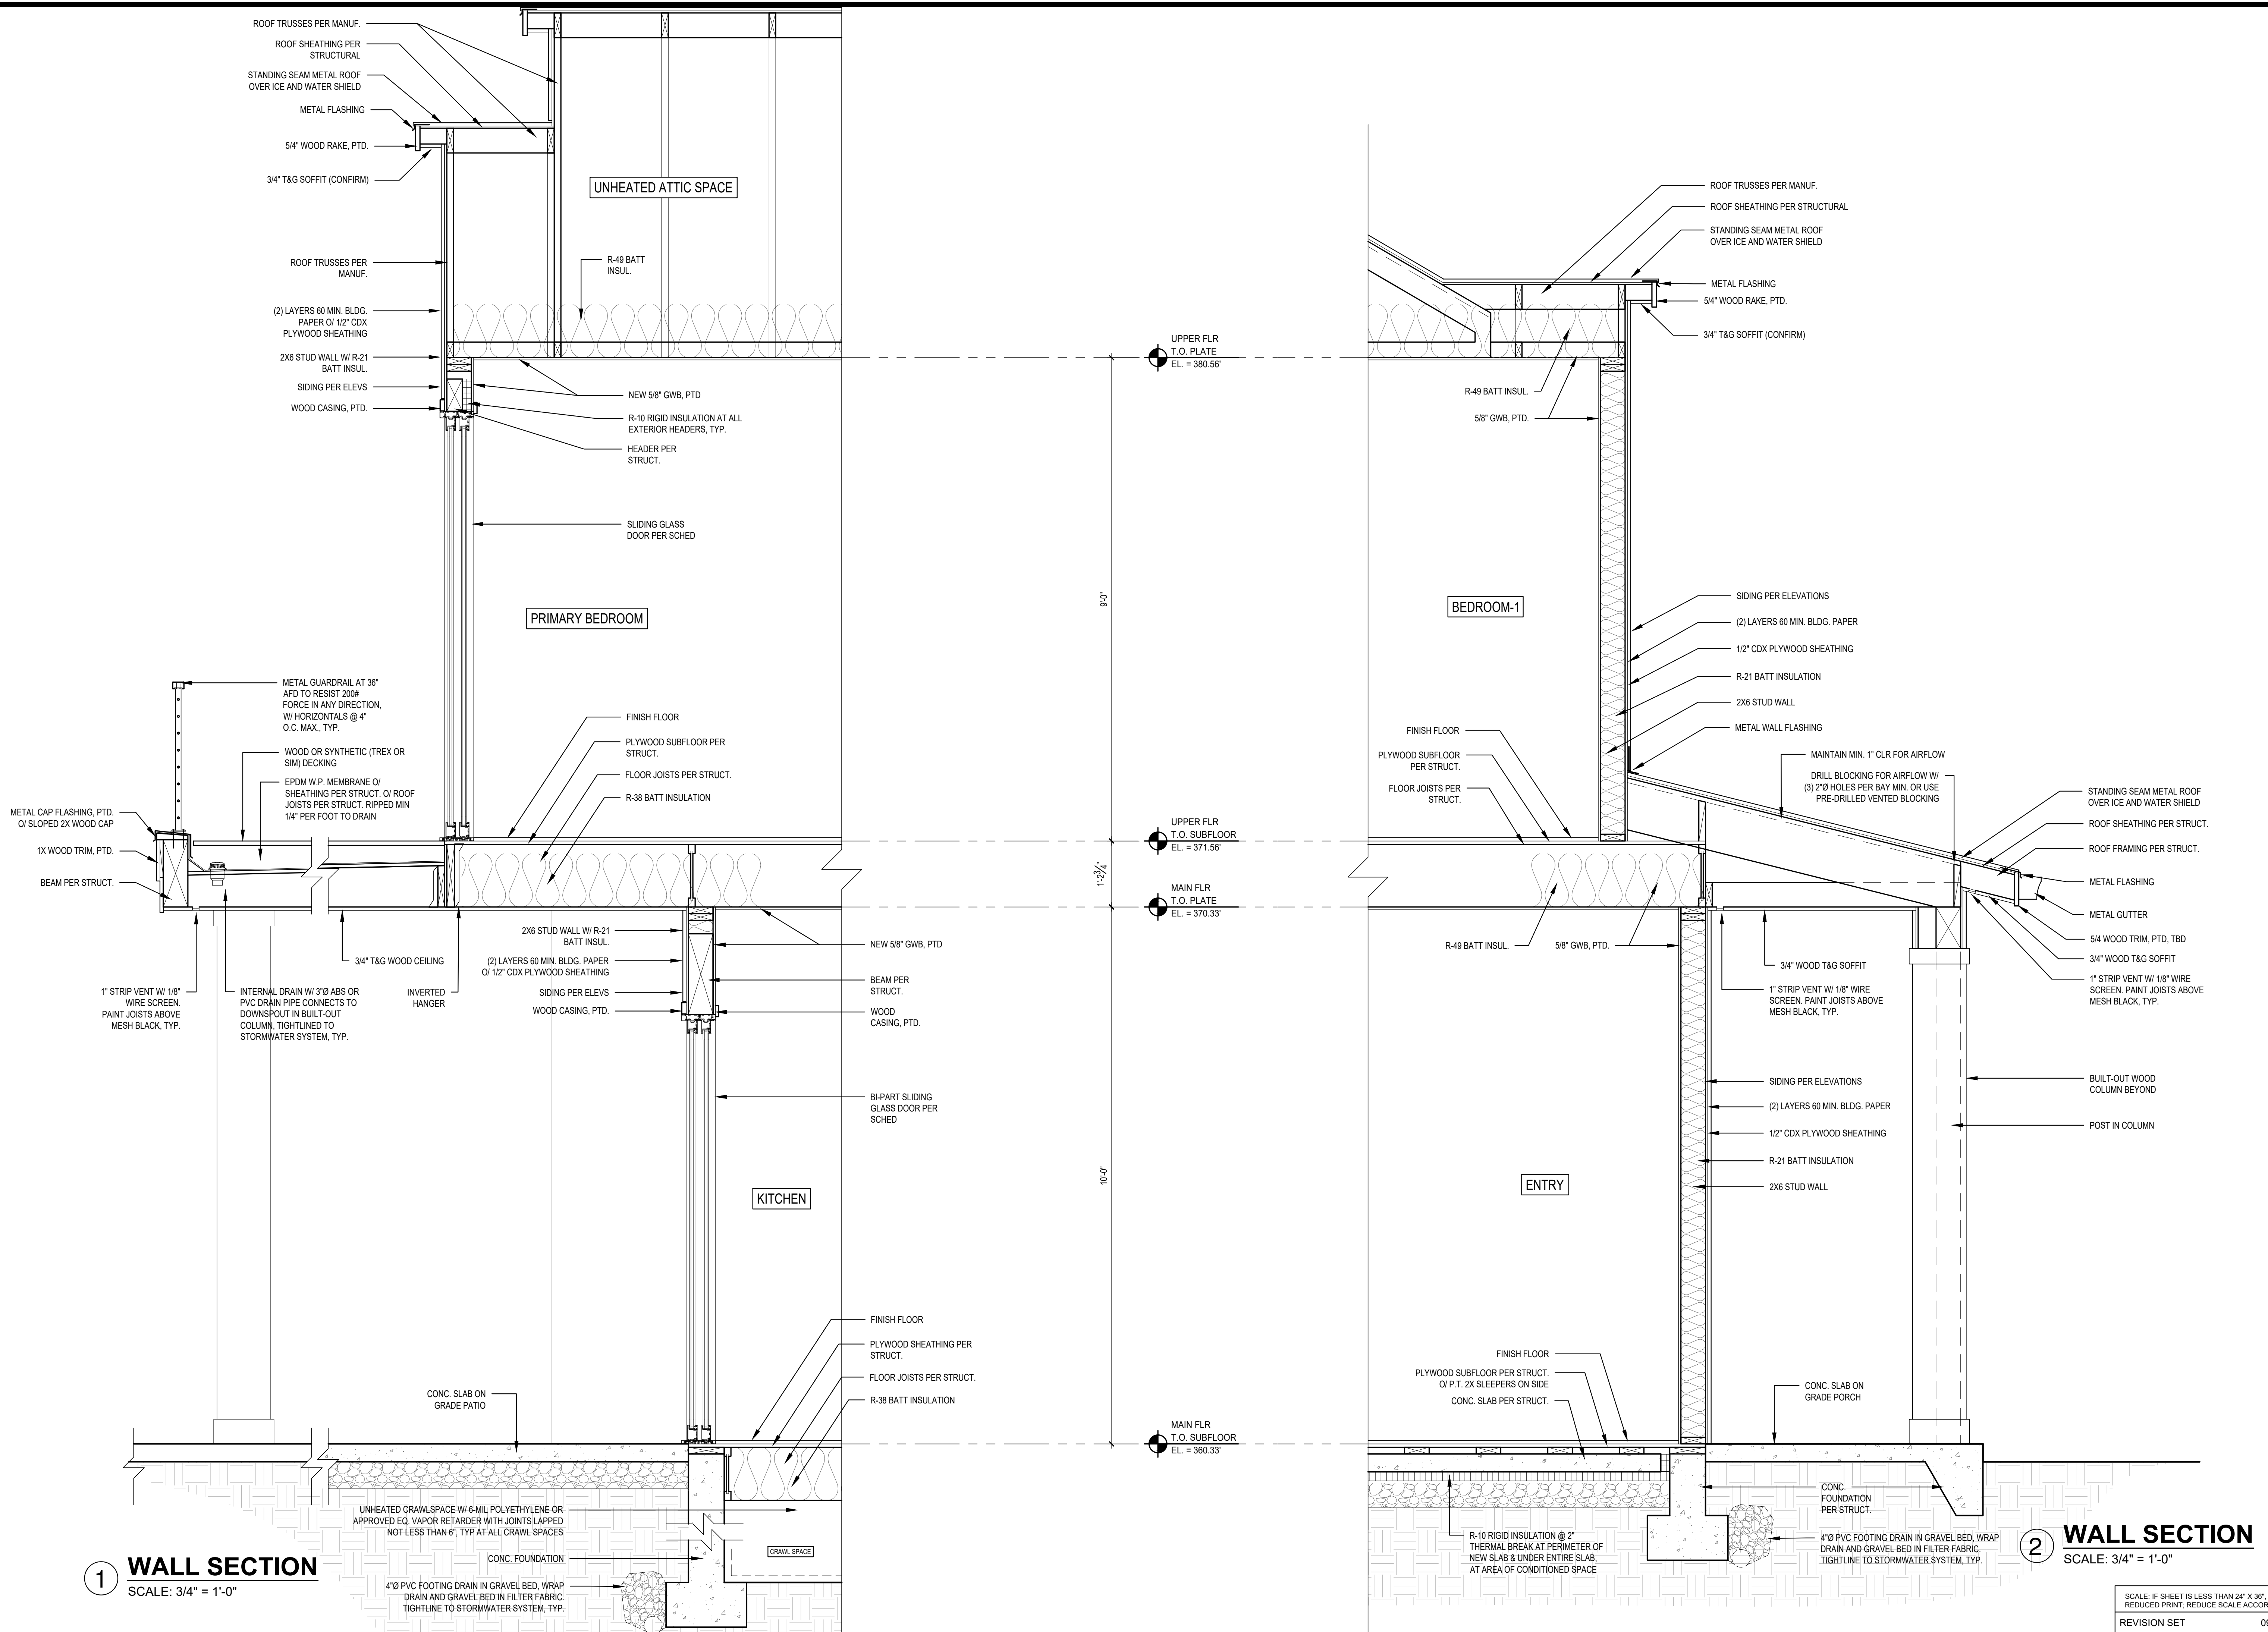 ROOF TRUSSES PER MANUF.
ROOF SHEATHING PER
STRUCTURAL
STANDING SEAM METAL ROOF
OVER ICE AND WATER SHIELD
METAL FLASHING
5/4" WOOD RAKE, PTD.
3/4" T&G SOFFIT (CONFIRM)
UNHEATED ATTIC SPACE
ROOF TRUSSES PER
MANUF.
R-49 BATT
INSUL.
(2) LAYERS 60 MIN. BLDG.
PAPER O/ 1/2" CDX
PLYWOOD SHEATHING
2X6 STUD WALL W/ R-21
BATT INSUL.
SIDING PER ELEVS
WOOD CASING, PTD.
NEW 5/8" GWB, PTD
R-10 RIGID INSULATION AT ALL
EXTERIOR HEADERS, TYP.
HEADER PER
STRUCT.
SLIDING GLASS
DOOR PER SCHED
PRIMARY BEDROOM
METAL GUARDRAIL AT 36"
AFD TO RESIST 200#
FORCE IN ANY DIRECTION,
W/ HORIZONTALS @ 4"
O.C. MAX., TYP.
WOOD OR SYNTHETIC (TREX OR
SIM) DECKING
EPDM W.P. MEMBRANE O/
SHEATHING PER STRUCT. O/ ROOF
JOISTS PER STRUCT. RIPPED MIN
1/4" PER FOOT TO DRAIN
METAL CAP FLASHING, PTD.
O/ SLOPED 2X WOOD CAP
1X WOOD TRIM, PTD.
BEAM PER STRUCT.
FINISH FLOOR
PLYWOOD SUBFLOOR PER
STRUCT.
FLOOR JOISTS PER STRUCT.
R-38 BATT INSULATION
2X6 STUD WALL W/ R-21
BATT INSUL.
(2) LAYERS 60 MIN. BLDG. PAPER
O/ 1/2" CDX PLYWOOD SHEATHING
SIDING PER ELEVS
WOOD CASING, PTD.
3/4" T&G WOOD CEILING
1" STRIP VENT W/ 1/8"
WIRE SCREEN.
PAINT JOISTS ABOVE
MESH BLACK, TYP.
INTERNAL DRAIN W/ 3"Ø ABS OR
PVC DRAIN PIPE CONNECTS TO
DOWNSPOUT IN BUILT-OUT
COLUMN, TIGHTLINED TO
STORMWATER SYSTEM, TYP.
INVERTED
HANGER
NEW 5/8" GWB, PTD
BEAM PER
STRUCT.
WOOD
CASING, PTD.
BI-PART SLIDING
GLASS DOOR PER
SCHED
KITCHEN
FINISH FLOOR
PLYWOOD SHEATHING PER
STRUCT.
FLOOR JOISTS PER STRUCT.
R-38 BATT INSULATION
CONC. SLAB ON
GRADE PATIO
UNHEATED CRAWLSPACE W/ 6-MIL POLYETHYLENE OR
APPROVED EQ. VAPOR RETARDER WITH JOINTS LAPPED
NOT LESS THAN 6", TYP AT ALL CRAWL SPACES
CRAWL SPACE
CONC. FOUNDATION
4"Ø PVC FOOTING DRAIN IN GRAVEL BED, WRAP
DRAIN AND GRAVEL BED IN FILTER FABRIC.
TIGHTLINE TO STORMWATER SYSTEM, TYP.
1 WALL SECTION
SCALE: 3/4" = 1'-0"
UPPER FLR
T.O. PLATE
EL. = 380.56'
9'-0"
UPPER FLR
T.O. SUBFLOOR
EL. = 371.56'
1'-2 3/4"
MAIN FLR
T.O. PLATE
EL. = 370.33'
10'-0"
MAIN FLR
T.O. SUBFLOOR
EL. = 360.33'
ROOF TRUSSES PER MANUF.
ROOF SHEATHING PER STRUCTURAL
STANDING SEAM METAL ROOF
OVER ICE AND WATER SHIELD
METAL FLASHING
5/4" WOOD RAKE, PTD.
3/4" T&G SOFFIT (CONFIRM)
R-49 BATT INSUL.
5/8" GWB, PTD.
BEDROOM-1
SIDING PER ELEVATIONS
(2) LAYERS 60 MIN. BLDG. PAPER
1/2" CDX PLYWOOD SHEATHING
R-21 BATT INSULATION
2X6 STUD WALL
METAL WALL FLASHING
FINISH FLOOR
PLYWOOD SUBFLOOR
PER STRUCT.
FLOOR JOISTS PER
STRUCT.
MAINTAIN MIN. 1" CLR FOR AIRFLOW
DRILL BLOCKING FOR AIRFLOW W/
(3) 2"Ø HOLES PER BAY MIN. OR USE
PRE-DRILLED VENTED BLOCKING
STANDING SEAM METAL ROOF
OVER ICE AND WATER SHIELD
ROOF SHEATHING PER STRUCT.
ROOF FRAMING PER STRUCT.
METAL FLASHING
METAL GUTTER
5/4 WOOD TRIM, PTD, TBD
3/4" WOOD T&G SOFFIT
1" STRIP VENT W/ 1/8" WIRE
SCREEN. PAINT JOISTS ABOVE
MESH BLACK, TYP.
R-49 BATT INSUL.
5/8" GWB, PTD.
3/4" WOOD T&G SOFFIT
1" STRIP VENT W/ 1/8" WIRE
SCREEN. PAINT JOISTS ABOVE
MESH BLACK, TYP.
SIDING PER ELEVATIONS
(2) LAYERS 60 MIN. BLDG. PAPER
1/2" CDX PLYWOOD SHEATHING
R-21 BATT INSULATION
2X6 STUD WALL
BUILT-OUT WOOD
COLUMN BEYOND
POST IN COLUMN
ENTRY
FINISH FLOOR
PLYWOOD SUBFLOOR PER STRUCT.
O/ P.T. 2X SLEEPERS ON SIDE
CONC. SLAB PER STRUCT.
CONC. SLAB ON
GRADE PORCH
CONC.
FOUNDATION
PER STRUCT.
R-10 RIGID INSULATION @ 2"
THERMAL BREAK AT PERIMETER OF
NEW SLAB & UNDER ENTIRE SLAB,
AT AREA OF CONDITIONED SPACE
4"Ø PVC FOOTING DRAIN IN GRAVEL BED, WRAP
DRAIN AND GRAVEL BED IN FILTER FABRIC.
TIGHTLINE TO STORMWATER SYSTEM, TYP.
2 WALL SECTION
SCALE: 3/4" = 1'-0"
SCALE: IF SHEET IS LESS THAN 24" X 36",
REDUCED PRINT; REDUCE SCALE
REVISION SET